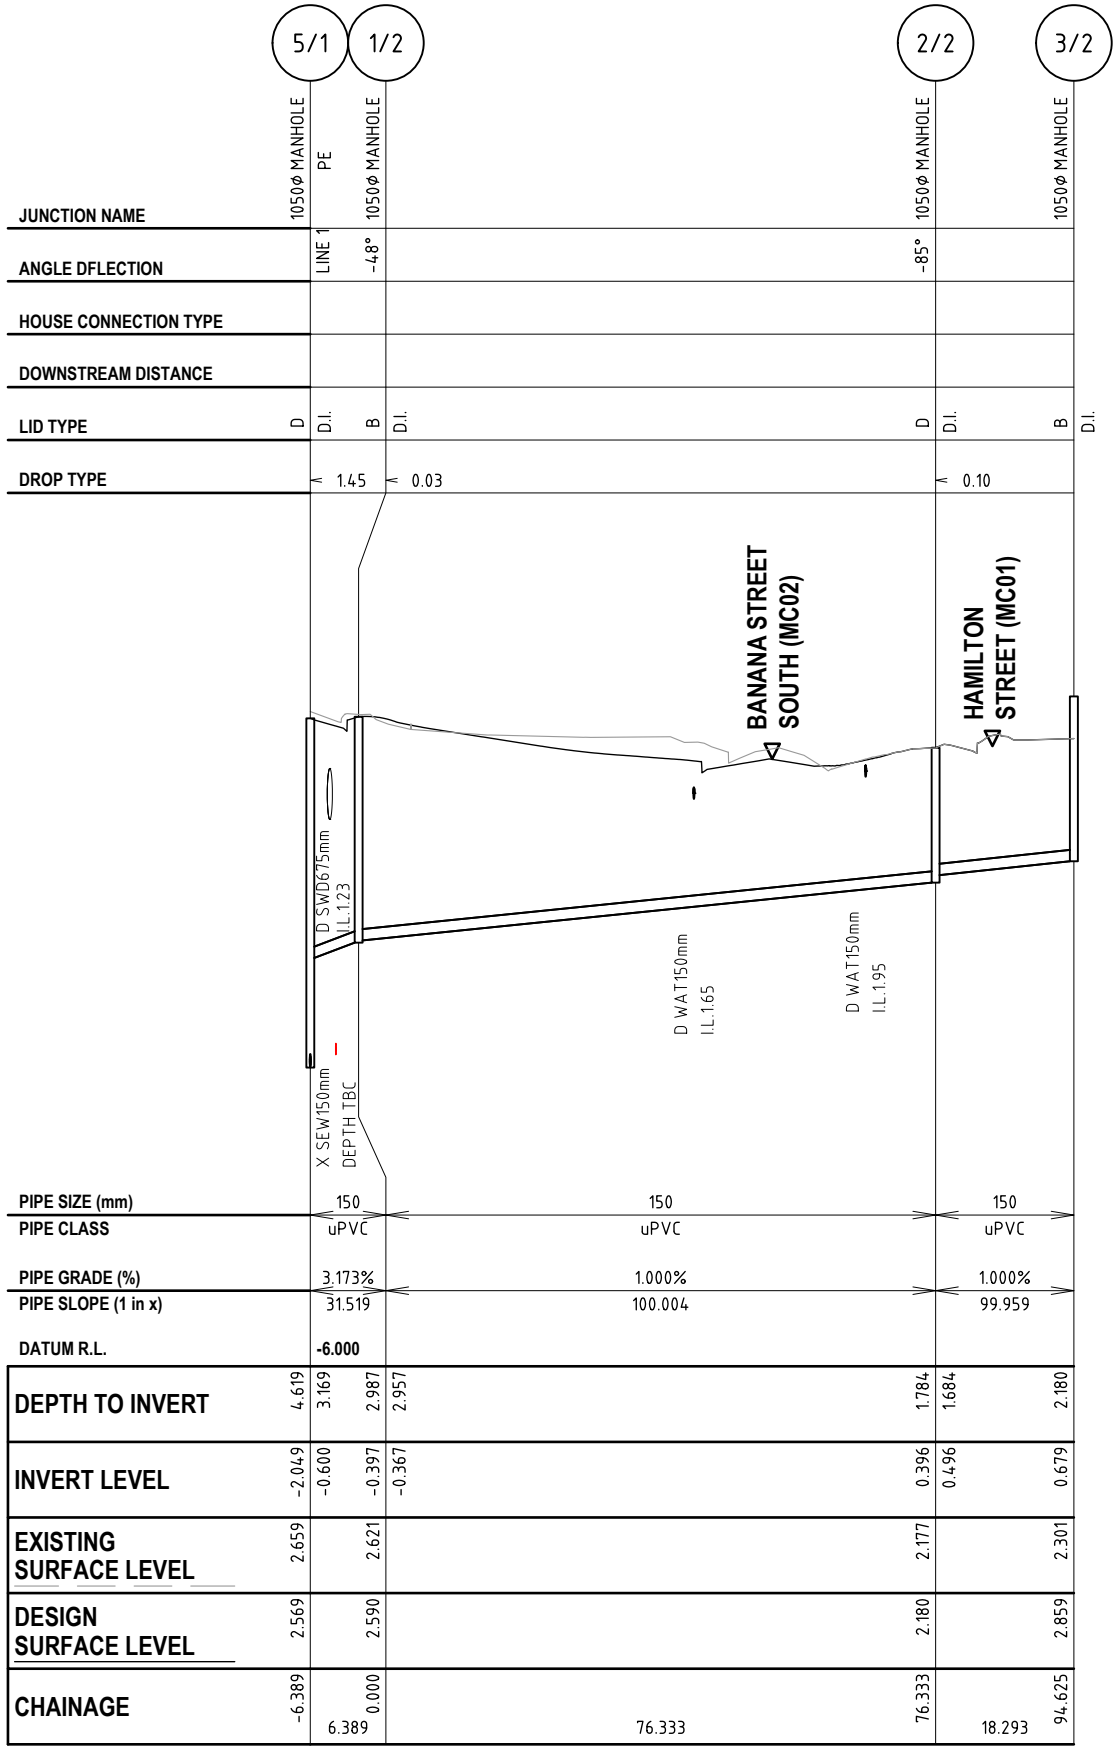 5/1
1/2
2/2
3/2
JUNCTION NAME
1050ϕ MANHOLE
PE
1050ϕ MANHOLE
1050ϕ MANHOLE
1050ϕ MANHOLE
ANGLE DFLECTION
LINE 1
-48°
-85°
HOUSE CONNECTION TYPE
DOWNSTREAM DISTANCE
LID TYPE
D
D.I.
B
D.I.
D
D.I.
B
D.I.
DROP TYPE
1.45
0.03
0.10
BANANA STREET
SOUTH (MC02)
HAMILTON
STREET (MC01)
D SWD675mm
I.L.1.23
D WAT150mm
I.L.1.65
D WAT150mm
I.L.1.95
X SEW150mm
DEPTH TBC
PIPE SIZE (mm)
150
150
150
PIPE CLASS
uPVC
uPVC
uPVC
PIPE GRADE (%)
3.173%
1.000%
1.000%
PIPE SLOPE (1 in x)
31.519
100.004
99.959
DATUM R.L.
-6.000
DEPTH TO INVERT
4.619
3.169
2.987
2.957
1.784
1.684
2.180
INVERT LEVEL
-2.049
-0.600
-0.397
-0.367
0.396
0.496
0.679
EXISTING
SURFACE LEVEL
2.659
2.621
2.177
2.301
DESIGN
SURFACE LEVEL
2.569
2.590
2.180
2.859
CHAINAGE
-6.389
0.000
76.333
94.625
6.389
76.333
18.293